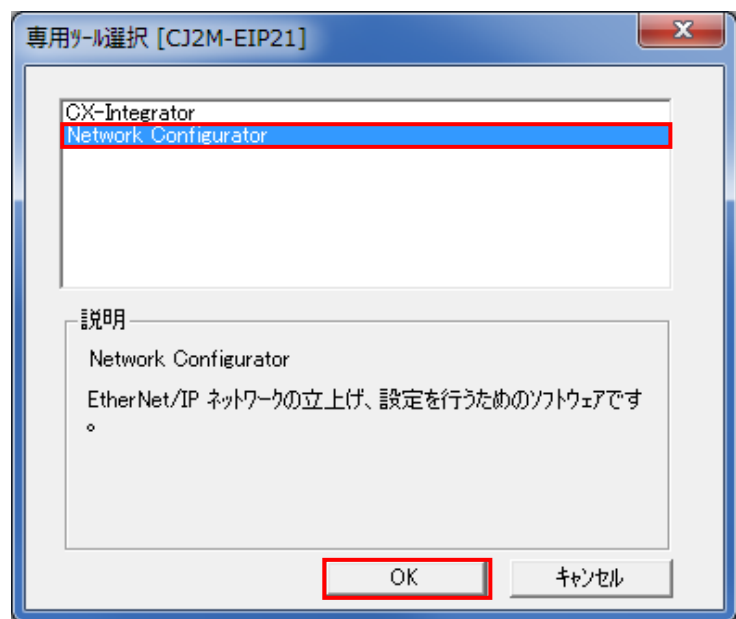 専用ﾂｰﾙ選択 [CJ2M-EIP21]
CX-Integrator
Network Configurator
説明
Network Configurator
EtherNet/IP ﾈｯﾄﾜｰｸの立上げ、設定を行うためのｿﾌﾄｳｪｱです
。
OK
ｷｬﾝｾﾙ